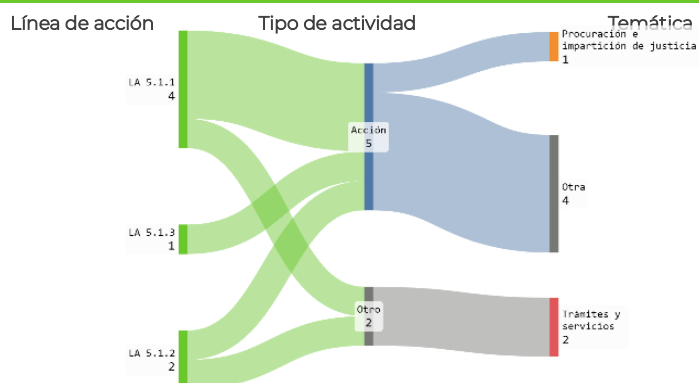 Línea de acción
Tipo de actividad
Temática
Procuración e
impartición de justicia
1
LA 5.1.1
4
Acción
5
Otra
4
LA 5.1.3
1
Otro
2
Trámites y
servicios
2
LA 5.1.2
2